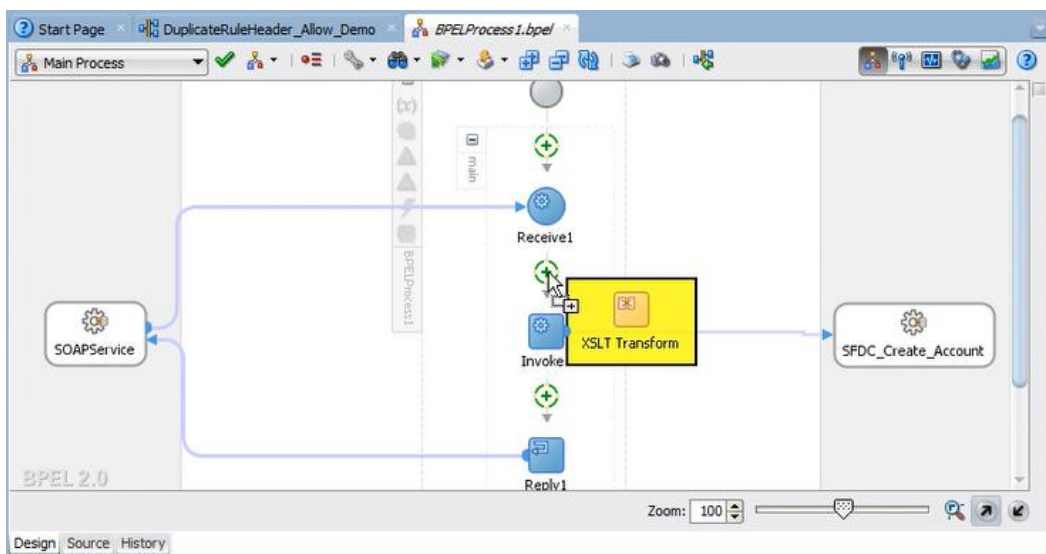 Start Page
DuplicateRuleHeader_Allow_Demo
BPELProcess1.bpel
Main Process
(x)
main
Receive1
BPELProcess1
XSLT Transform
SOAPService
Invoke
SFDC_Create_Account
Reply1
BPEL 2.0
Zoom: 100
Design Source History